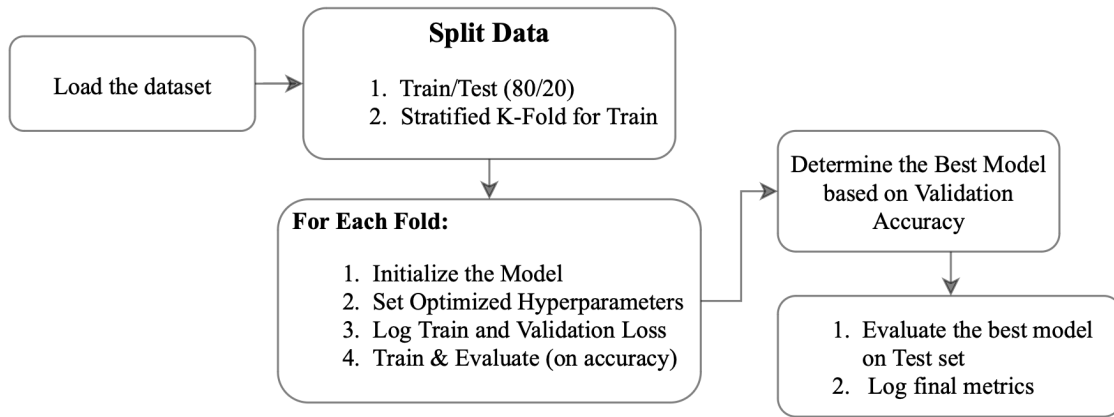 Load the dataset
Split Data
1. Train/Test (80/20)
2. Stratified K-Fold for Train
For Each Fold:
1. Initialize the Model
2. Set Optimized Hyperparameters
3. Log Train and Validation Loss
4. Train & Evaluate (on accuracy)
Determine the Best Model
based on Validation
Accuracy
1. Evaluate the best model
on Test set
2. Log final metrics